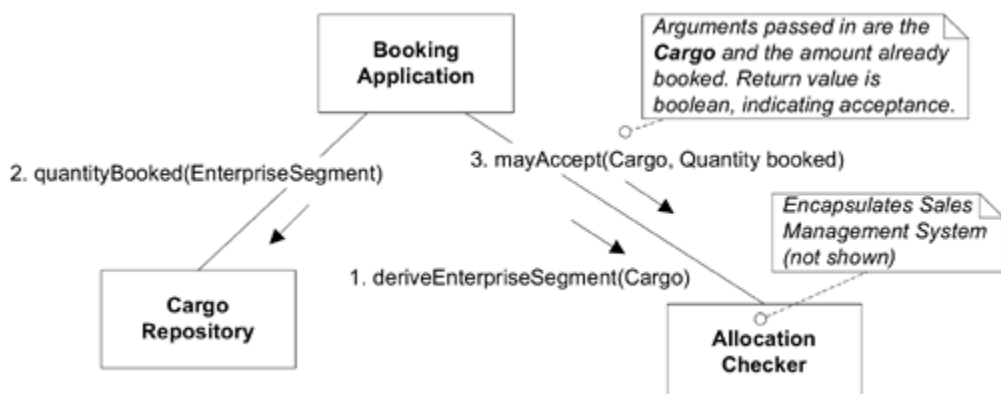 Booking
Application
Arguments passed in are the
Cargo and the amount already
booked. Return value is
boolean, indicating acceptance.
2. quantityBooked(EnterpriseSegment)
3. mayAccept(Cargo, Quantity booked)
Encapsulates Sales
Management System
(not shown)
1. deriveEnterpriseSegment(Cargo)
Cargo
Repository
Allocation
Checker